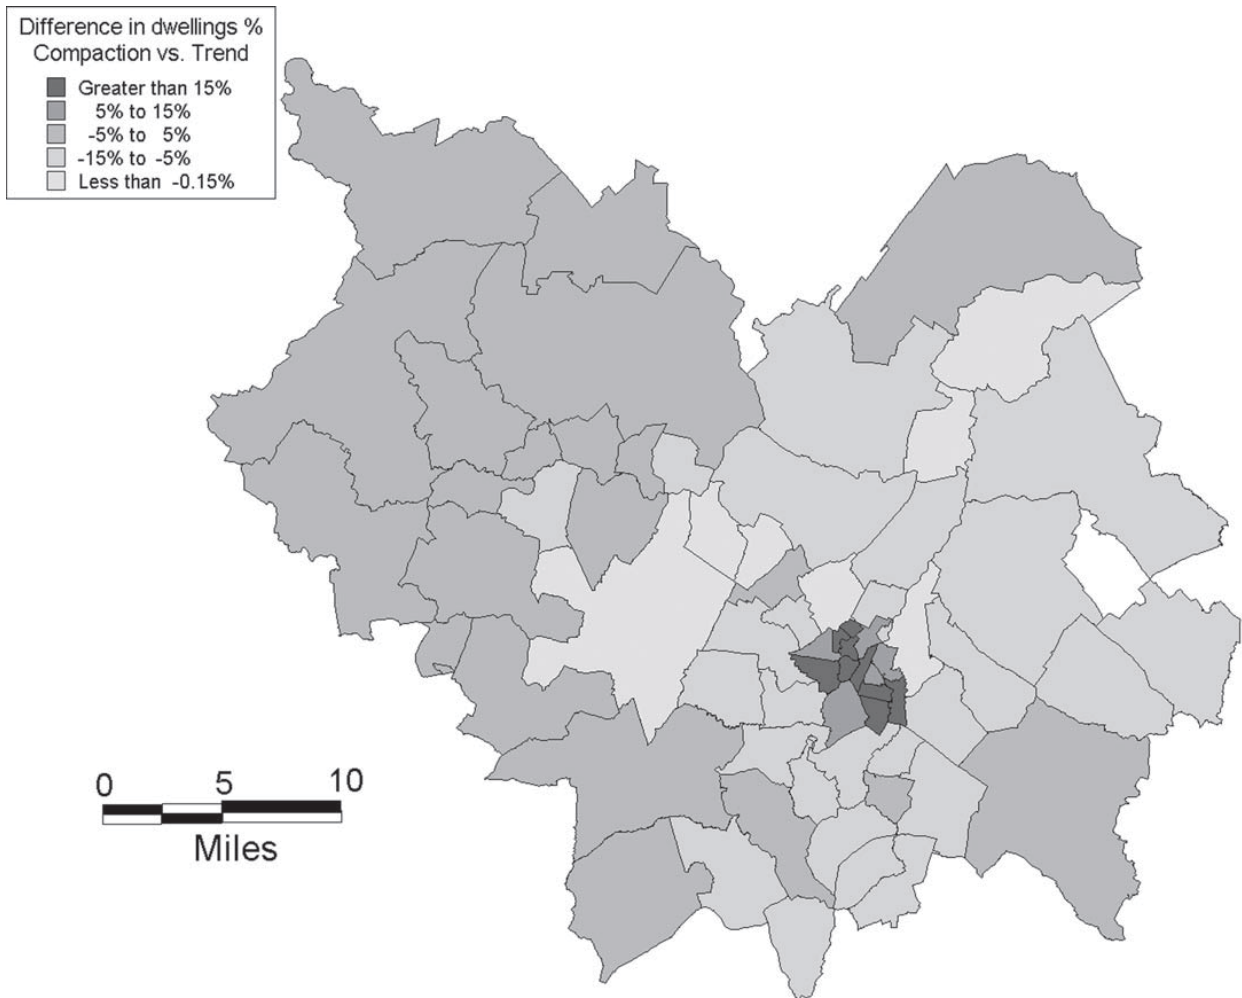 Difference in dwellings %
Compaction vs. Trend
Greater than 15%
5% to 15%
-5% to 5%
-15% to -5%
Less than -0.15%
0 5 10
Miles